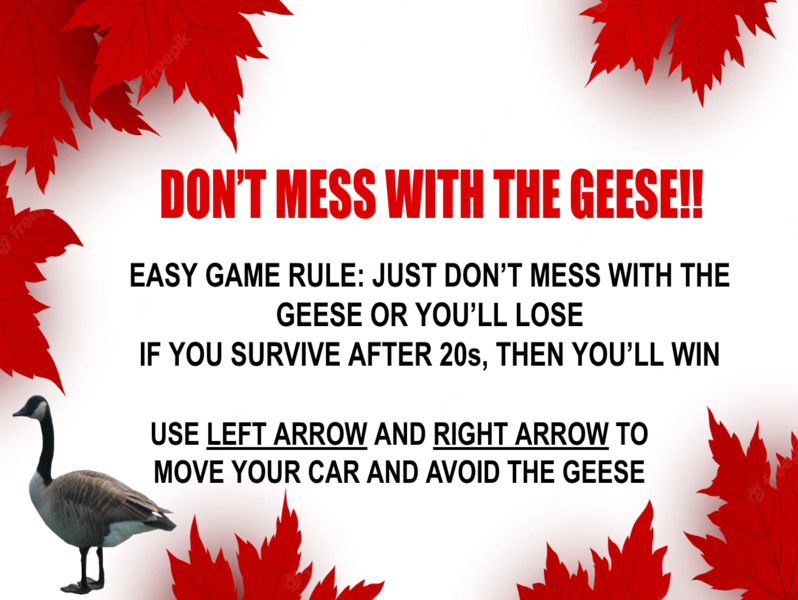 DON'T MESS WITH THE GEESE!!
EASY GAME RULE: JUST DON'T MESS WITH THE
GEESE OR YOU'LL LOSE
IF YOU SURVIVE AFTER 20s, THEN YOU'LL WIN
USE LEFT ARROW AND RIGHT ARROW TO
MOVE YOUR CAR AND AVOID THE GEESE
freepik